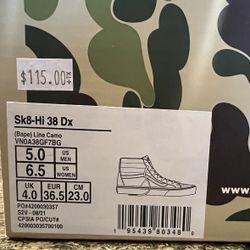 $115.00
Sk8-Hi 38 Dx
(Bape) Line Camo
VN0A38GF7BG
5.0 US MEN
6.5 US WOMEN
UK EUR CM
4.0 36.5 23.0
PO#4200030357
S2V - 08/21
CPSIA PO/CUT#
420003035700100
1 95439 80348
www.